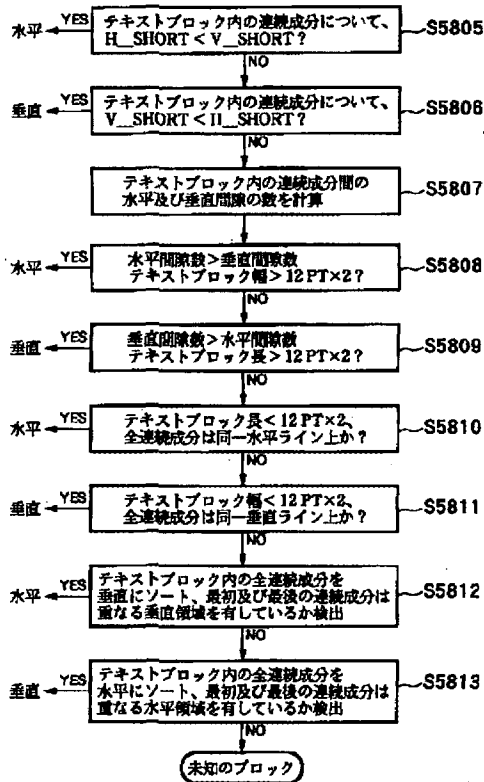 テキストブロック内の連続成分について、
水平 YES H__SHORT < V__SHORT ? S5805
NO
テキストブロック内の連続成分について、
垂直 YES V__SHORT < H__SHORT ? S5806
NO
テキストブロック内の連続成分間の
水平及び垂直間隙の数を計算 S5807
NO
水平間隙数 > 垂直間隙数
水平 YES テキストブロック幅 > 12 PT×2 ? S5808
NO
垂直間隙数 > 水平間隙数
垂直 YES テキストブロック長 > 12 PT×2 ? S5809
NO
テキストブロック長 < 12 PT×2、
水平 YES 全連続成分は同一水平ライン上か? S5810
NO
テキストブロック幅 < 12 PT×2、
垂直 YES 全連続成分は同一垂直ライン上か? S5811
NO
テキストブロック内の全連続成分を
水平 YES 垂直にソート、最初及び最後の連続成分は S5812
重なる垂直領域を有しているか検出
NO
テキストブロック内の全連続成分を
垂直 YES 水平にソート、最初及び最後の連続成分は S5813
重なる水平領域を有しているか検出
NO
未知のブロック